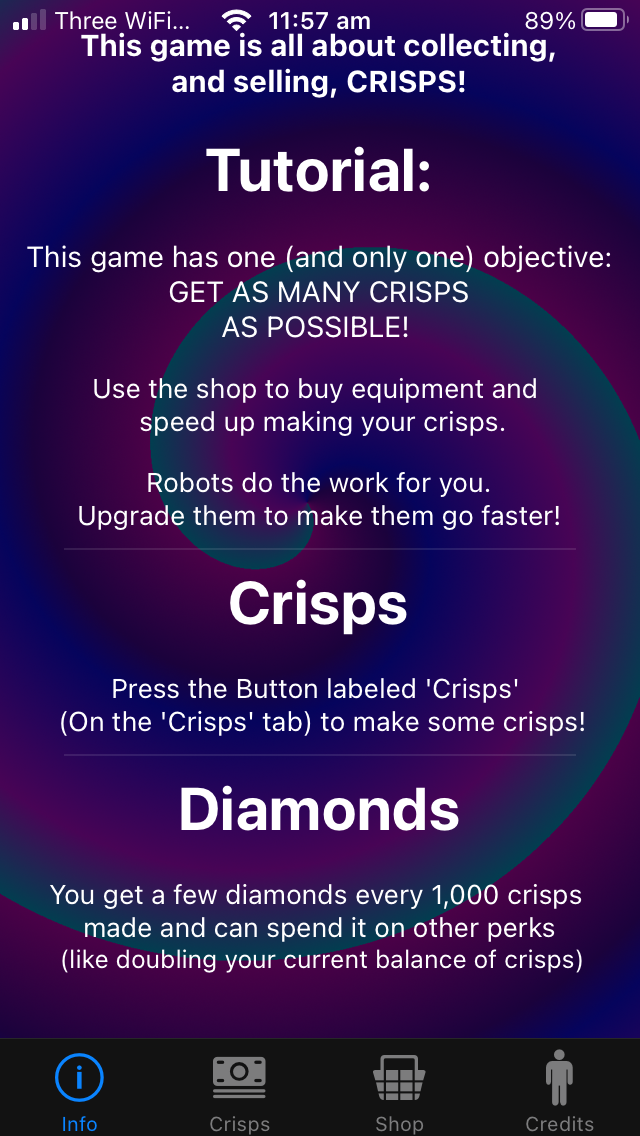 Three WiFi... 11:57 am 89%
This game is all about collecting,
and selling, CRISPS!
Tutorial:
This game has one (and only one) objective:
GET AS MANY CRISPS
AS POSSIBLE!
Use the shop to buy equipment and
speed up making your crisps.
Robots do the work for you.
Upgrade them to make them go faster!
Crisps
Press the Button labeled 'Crisps'
(On the 'Crisps' tab) to make some crisps!
Diamonds
You get a few diamonds every 1,000 crisps
made and can spend it on other perks
(like doubling your current balance of crisps)
Info Crisps Shop Credits